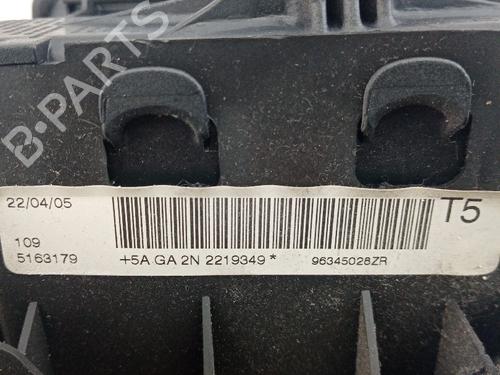 B-PARTS
22/04/05
T5
109
5163179
+5A GA 2N 2219349 *
96345028ZR